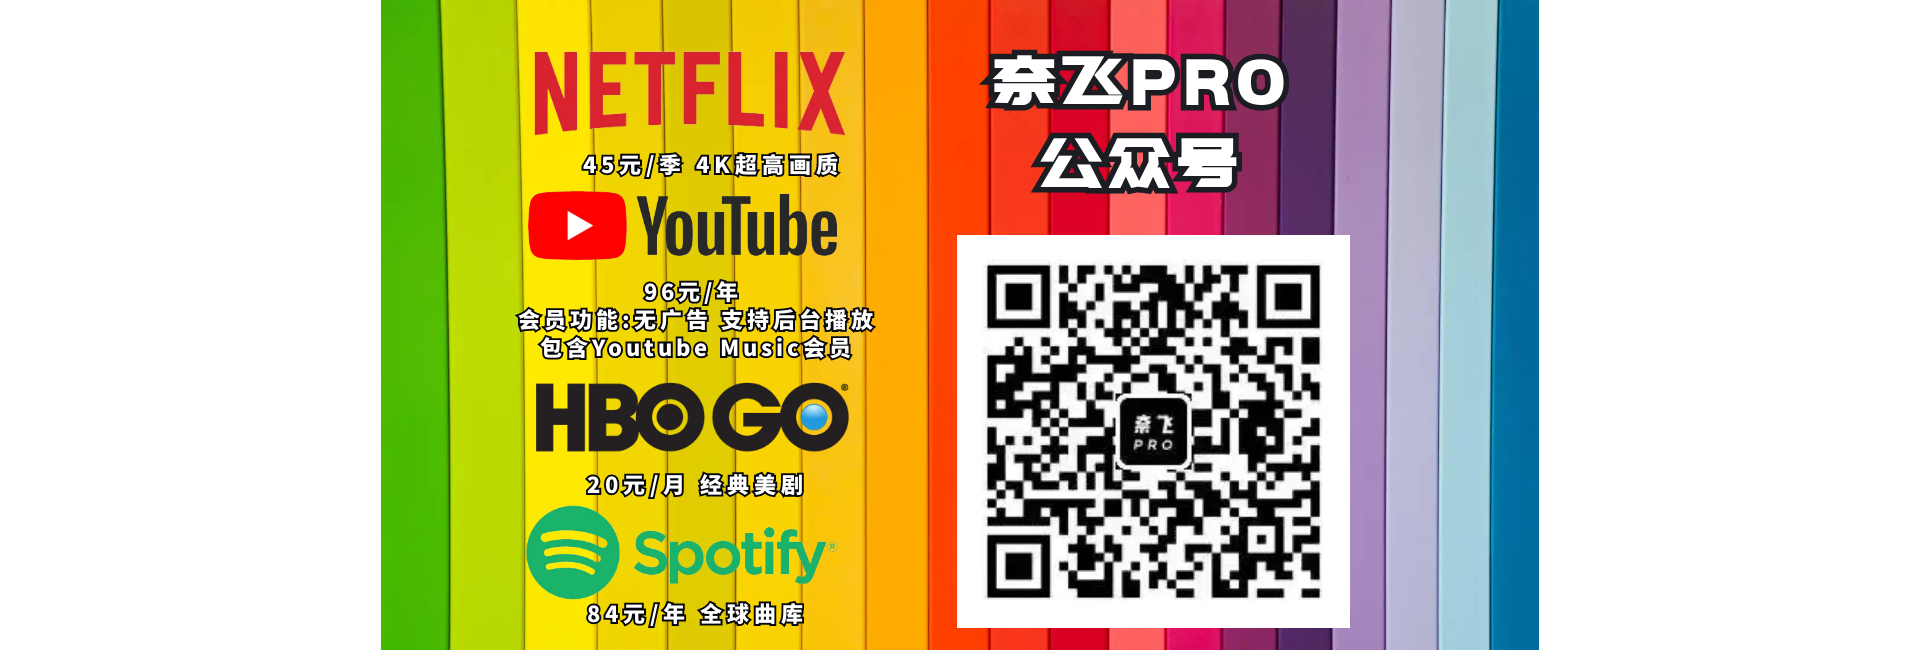 NETFLIX
45元/季 4K超高画质
YouTube
96元/年
会员功能:无广告 支持后台播放
包含Youtube Music会员
HBO GO®
20元/月 经典美剧
Spotify®
84元/年 全球曲库
奈飞PRO
公众号
奈飞
PRO